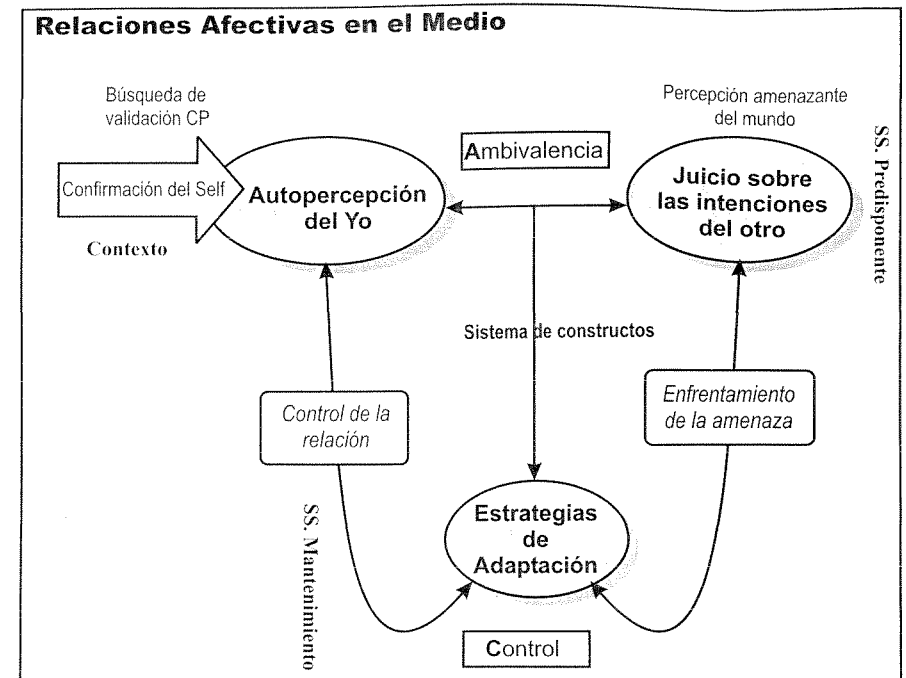 Relaciones Afectivas en el Medio
Búsqueda de
validación CP
Percepción amenazante
del mundo
Ambivalencia
SS. Predisponente
Confirmación del Self
Autopercepción
del Yo
Juicio sobre
las intenciones
del otro
Contexto
Sistema de constructos
Control de la
relación
Enfrentamiento
de la amenaza
SS. Mantenimiento
Estrategias
de
Adaptación
Control